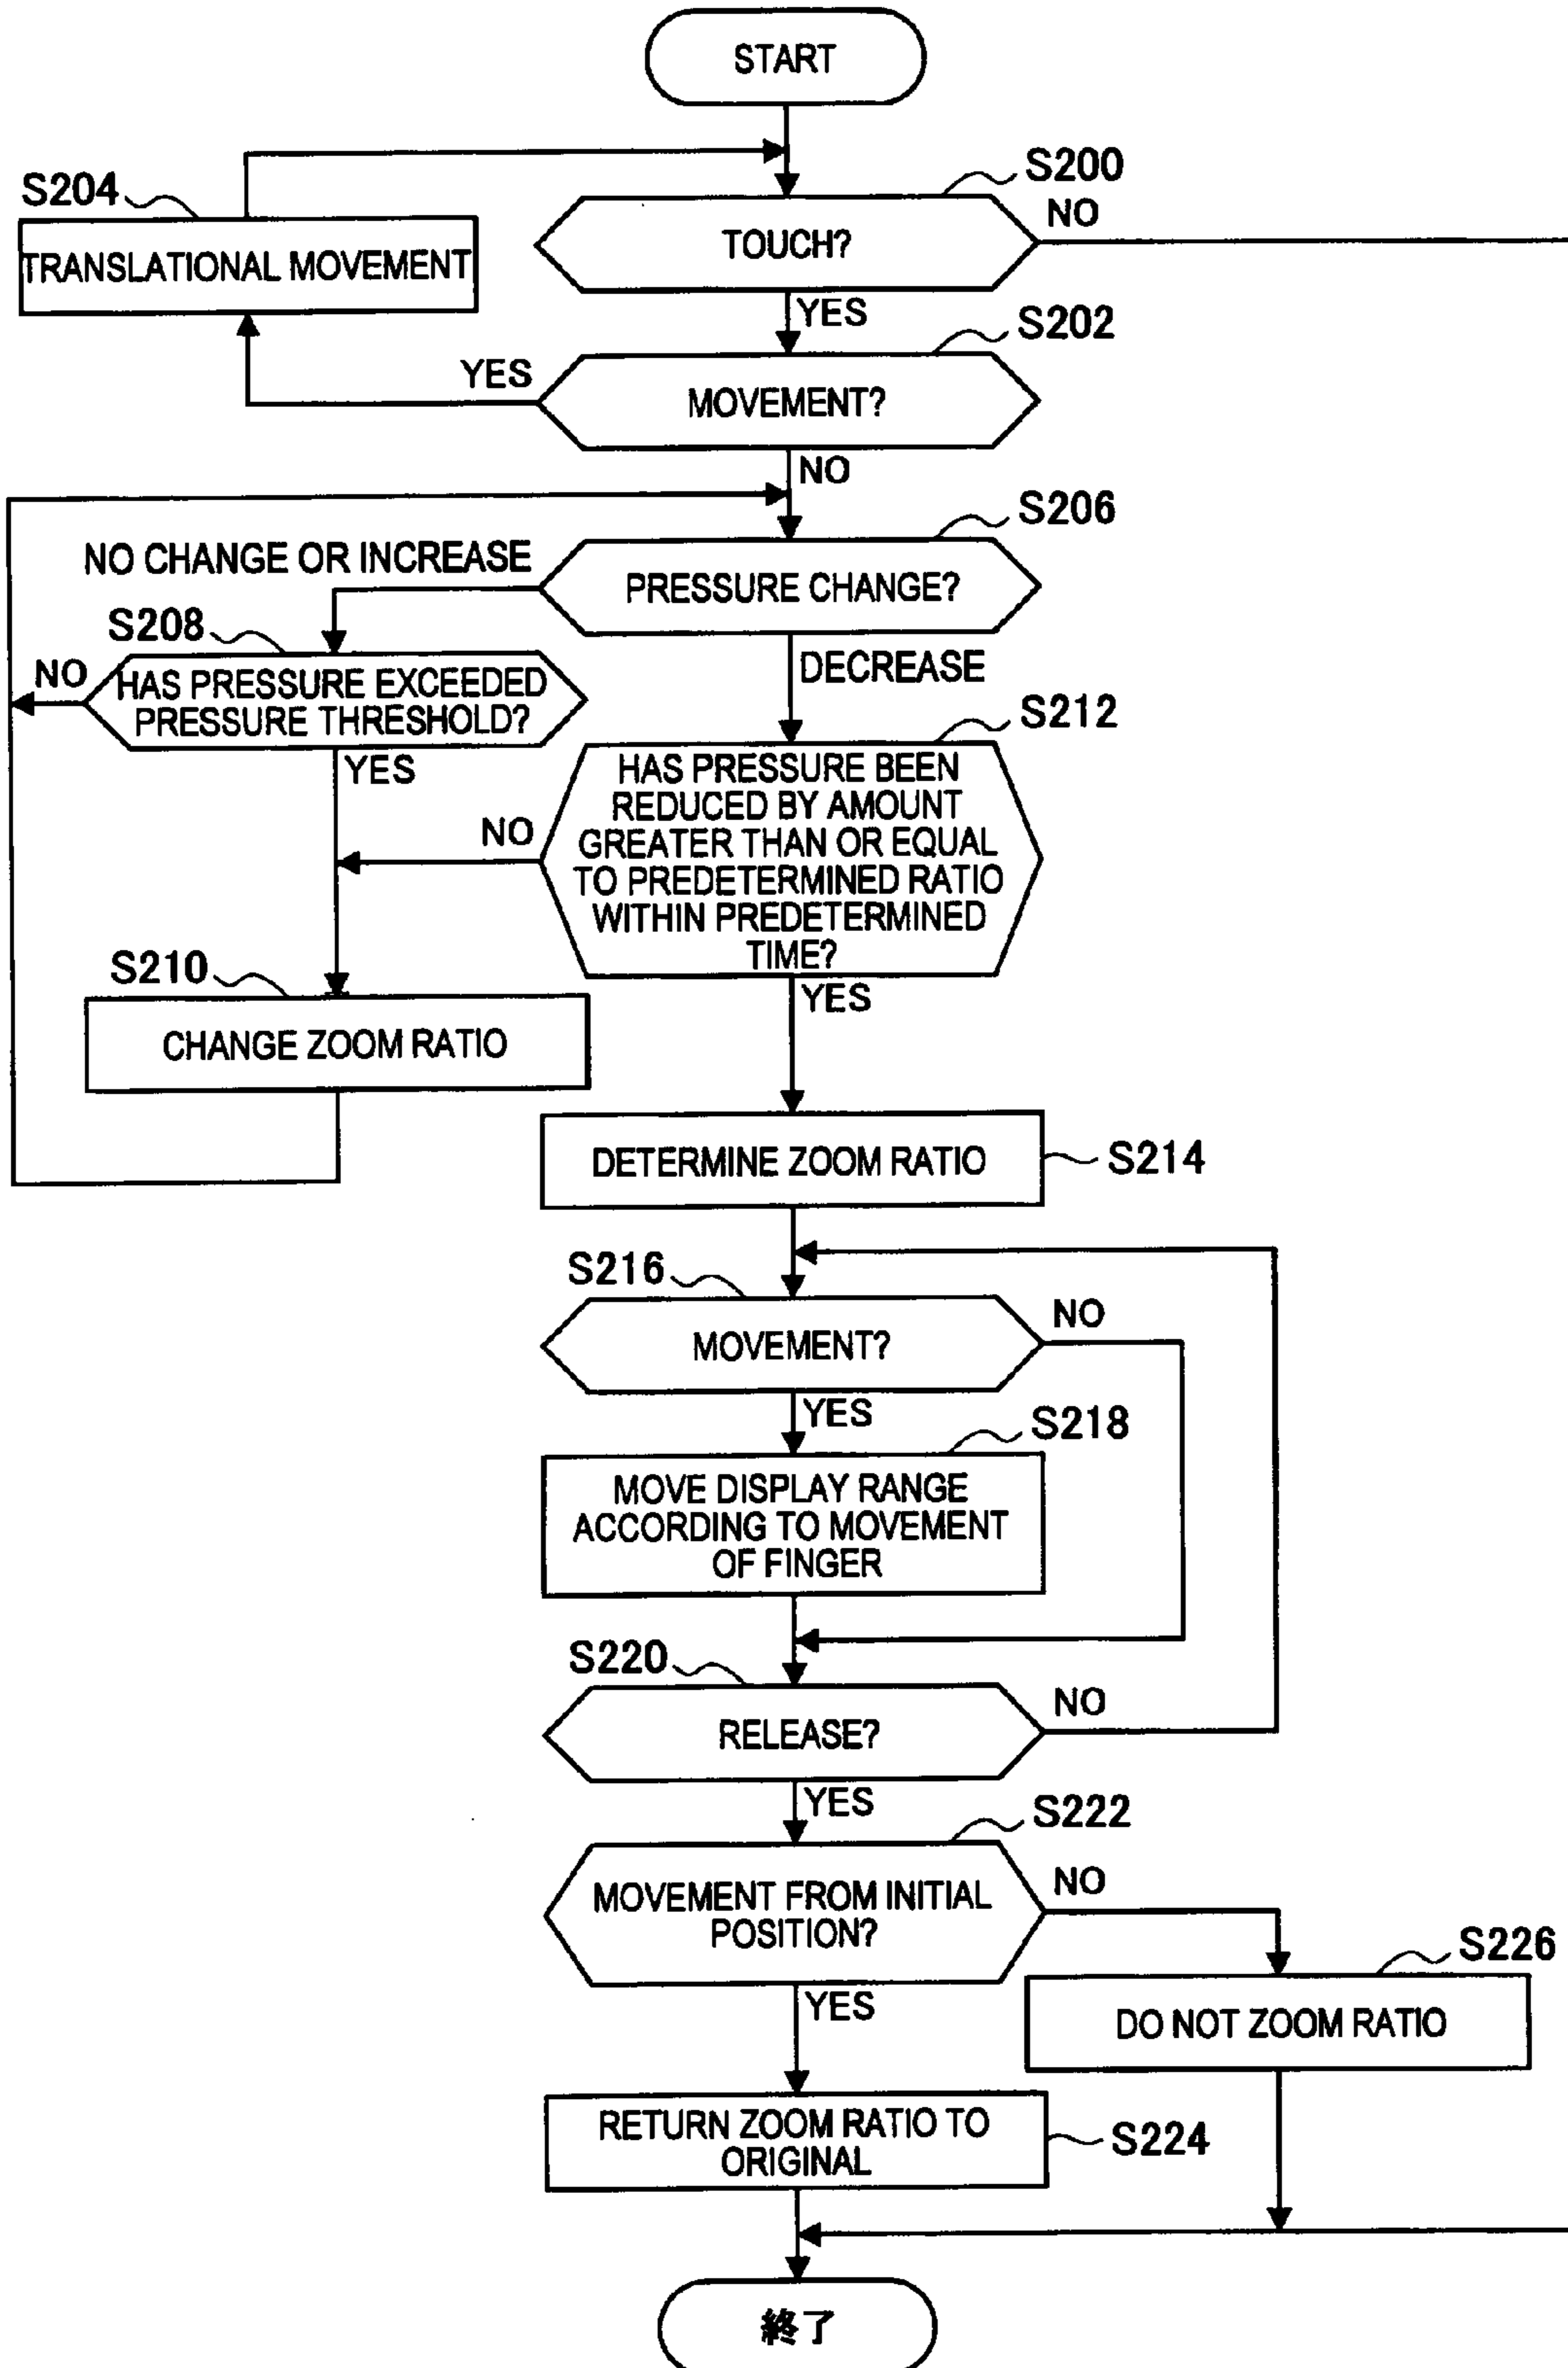 START
S200
S204
NO
TOUCH?
TRANSLATIONAL MOVEMENT
YES
S202
YES
MOVEMENT?
NO
S206
NO CHANGE OR INCREASE
PRESSURE CHANGE?
S208
DECREASE
NO
HAS PRESSURE EXCEEDED
PRESSURE THRESHOLD?
S212
YES
HAS PRESSURE BEEN
REDUCED BY AMOUNT
GREATER THAN OR EQUAL
TO PREDETERMINED RATIO
WITHIN PREDETERMINED
TIME?
NO
S210
YES
CHANGE ZOOM RATIO
DETERMINE ZOOM RATIO
S214
S216
NO
MOVEMENT?
YES
S218
MOVE DISPLAY RANGE
ACCORDING TO MOVEMENT
OF FINGER
S220
NO
RELEASE?
YES
S222
NO
MOVEMENT FROM INITIAL
POSITION?
S226
YES
DO NOT ZOOM RATIO
RETURN ZOOM RATIO TO
ORIGINAL
S224
終了